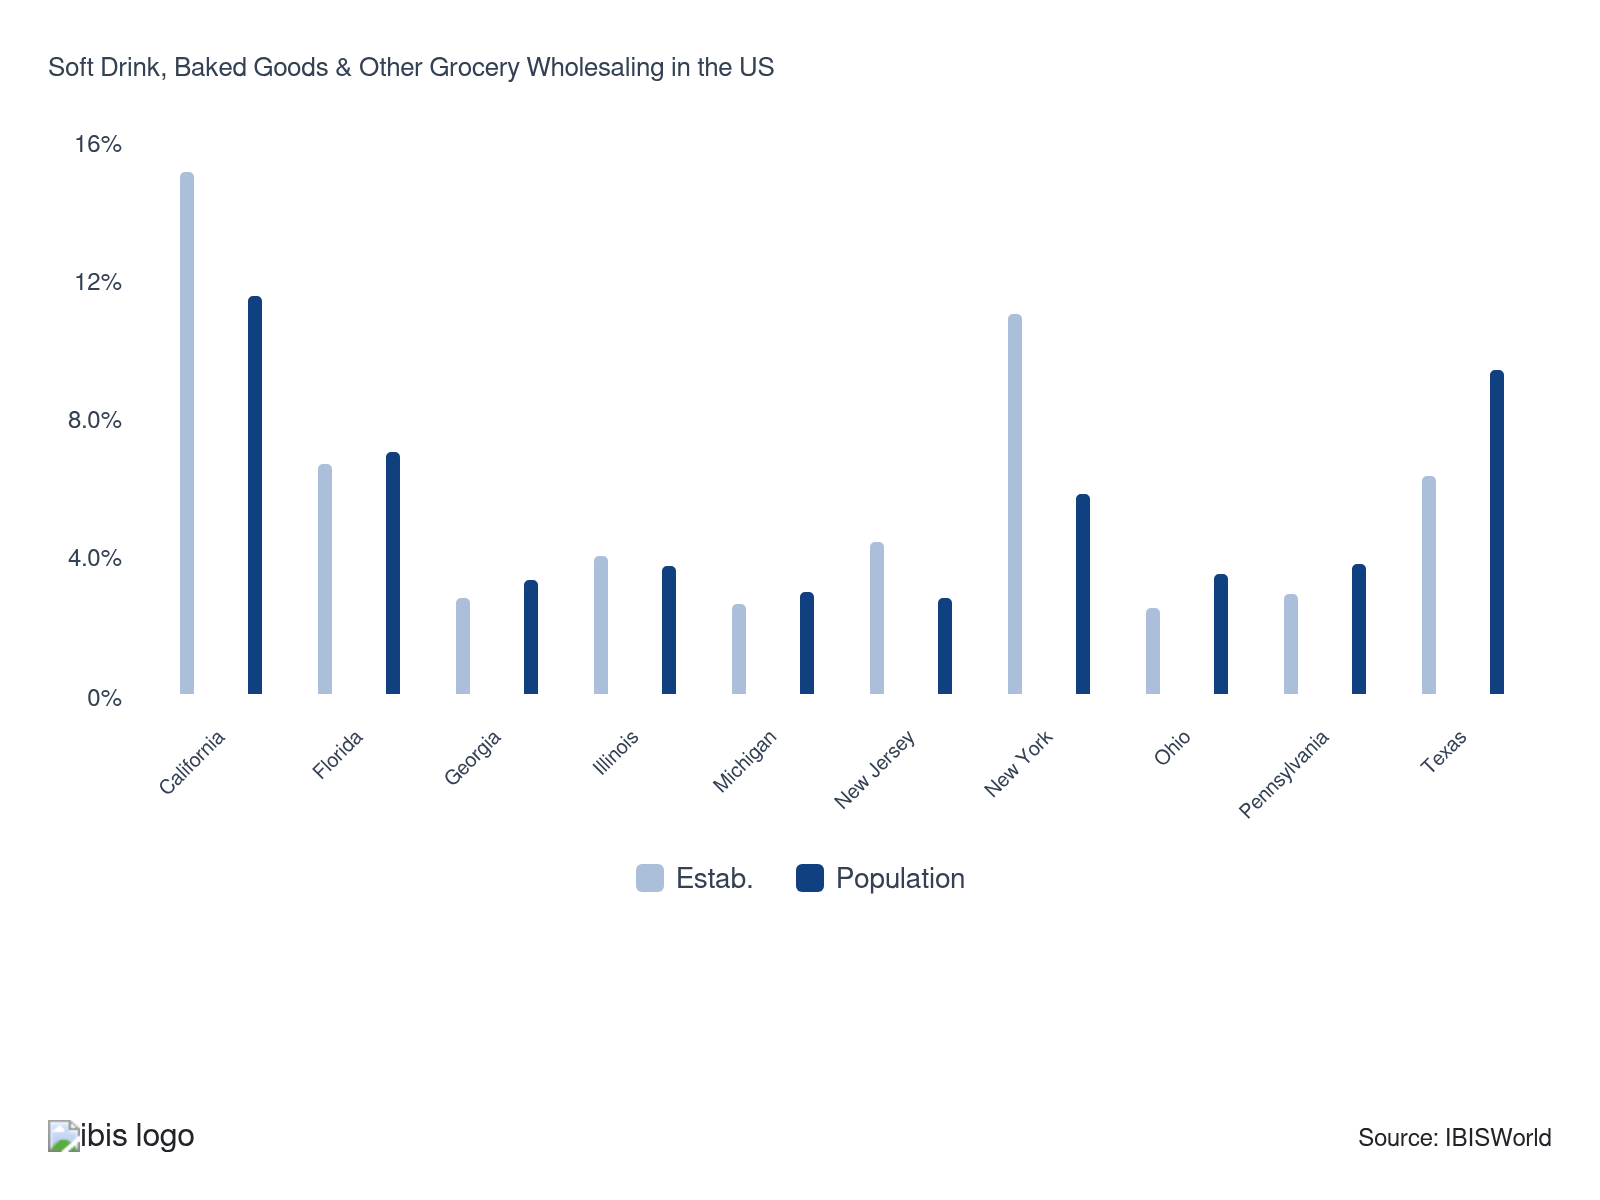 Soft Drink, Baked Goods & Other Grocery Wholesaling in the US
16%
12%
8.0%
4.0%
0%
California
Florida
Georgia
Illinois
Michigan
New Jersey
New York
Ohio
Pennsylvania
Texas
Estab.
Population
ibis logo
Source: IBISWorld